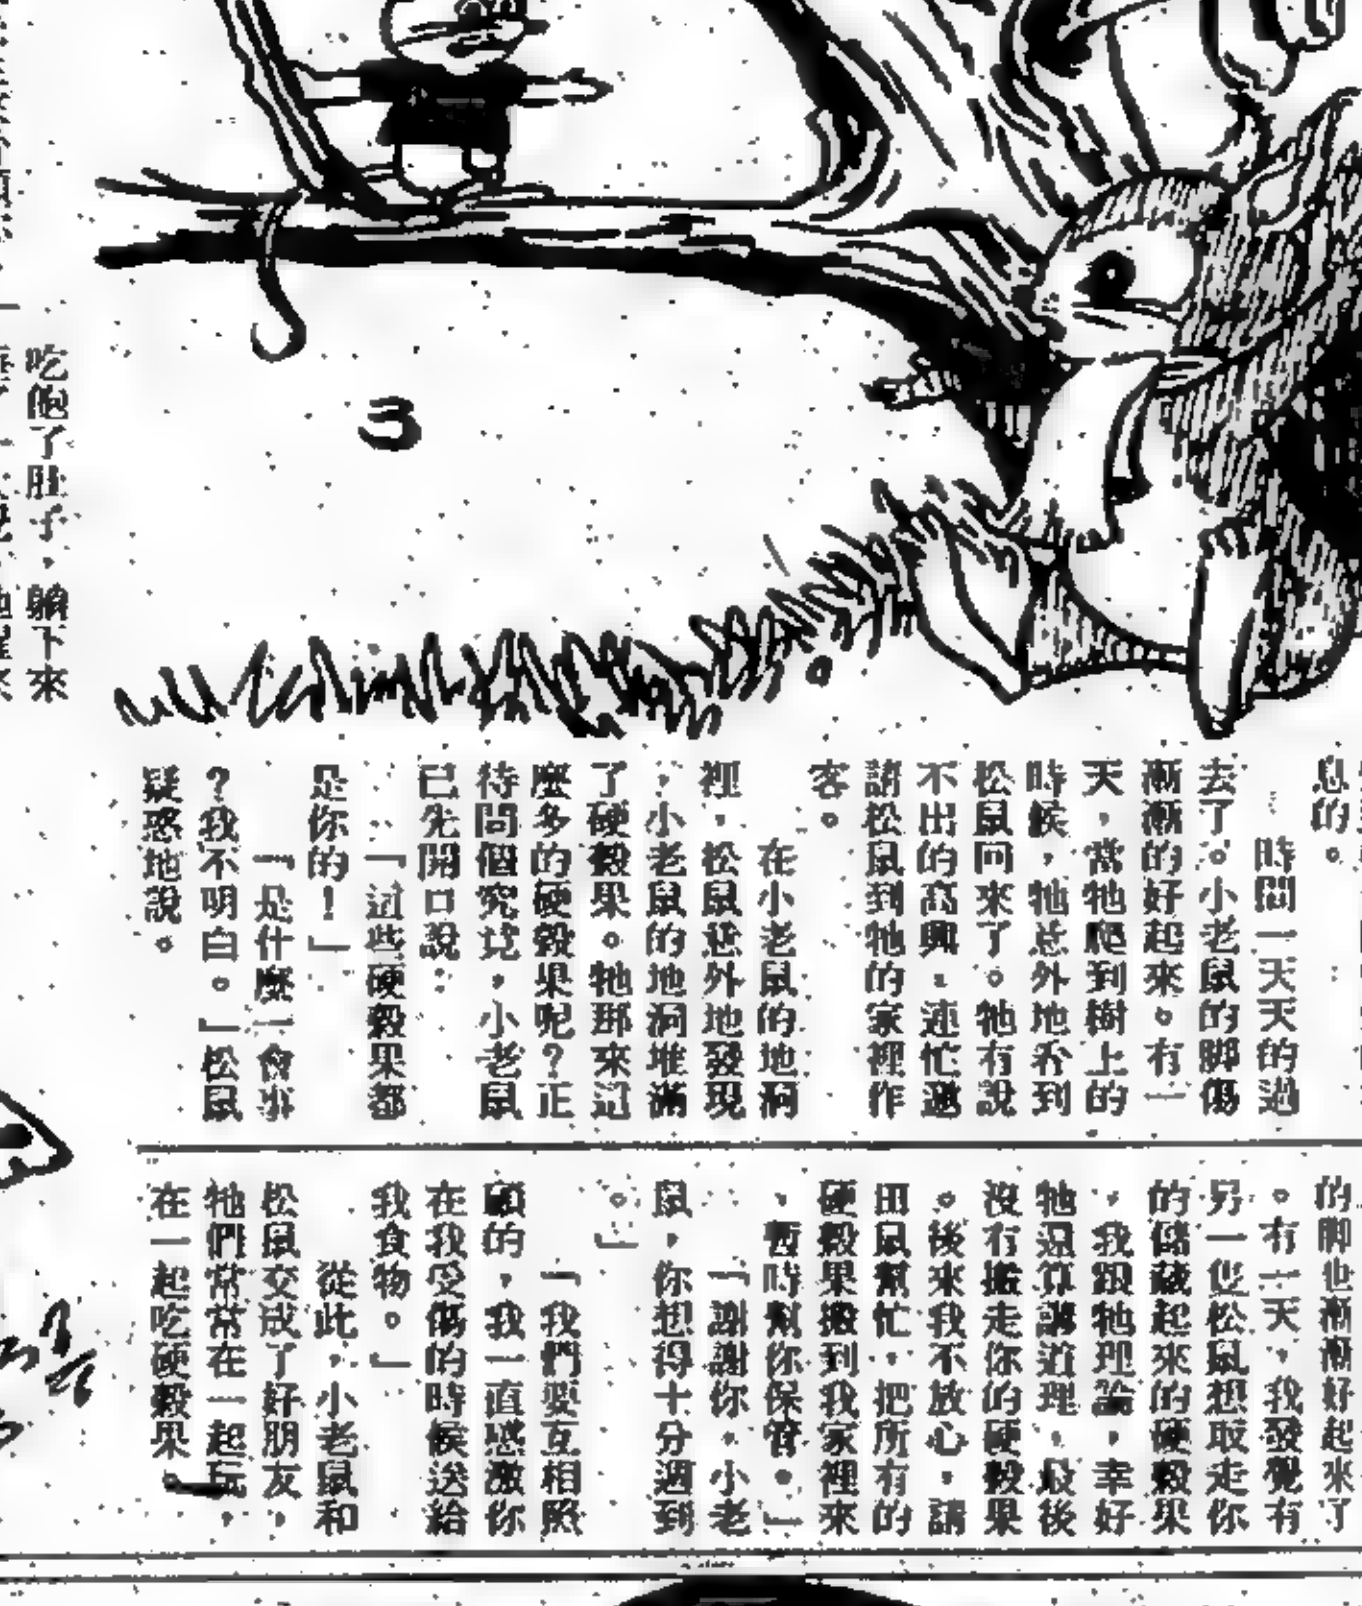 息的。
時間一天天的過
去了。小老鼠的脚傷
漸漸的好起來。有一
天,當牠爬到樹上的
時候,牠意外地看到
松鼠回來了。牠有說
不出的高興,連忙邀
請松鼠到牠的家裡作
客。
在小老鼠的地洞
裡,松鼠意外地發現
,小老鼠的地洞堆滿
了硬殼果。牠那來這
麼多的硬殼果呢?正
待問個究竟,小老鼠
已先開口說:
「這些硬殼果都
是你的!」
「是什麼一會事
?我不明白。」松鼠
疑惑地說。
的脚也漸漸好起來了
。有一天,我發覺有
另一隻松鼠想取走你
的儲藏起來的硬殼果
,我跟牠理論,幸好
牠還算講道理,最後
沒有搬走你的硬殼果
。後來我不放心,請
田鼠幫忙,把所有的
硬殼果搬到我家裡來
,暫時幫你保管。」
「謝謝你,小老
鼠,你想得十分週到
。」
「我們要互相照
顧的,我一直感激你
在我受傷的時候送給
我食物。」
從此,小老鼠和
松鼠交成了好朋友,
牠們常常在一起玩,
在一起吃硬殼果。
吃飽了肚子,躺下來
3